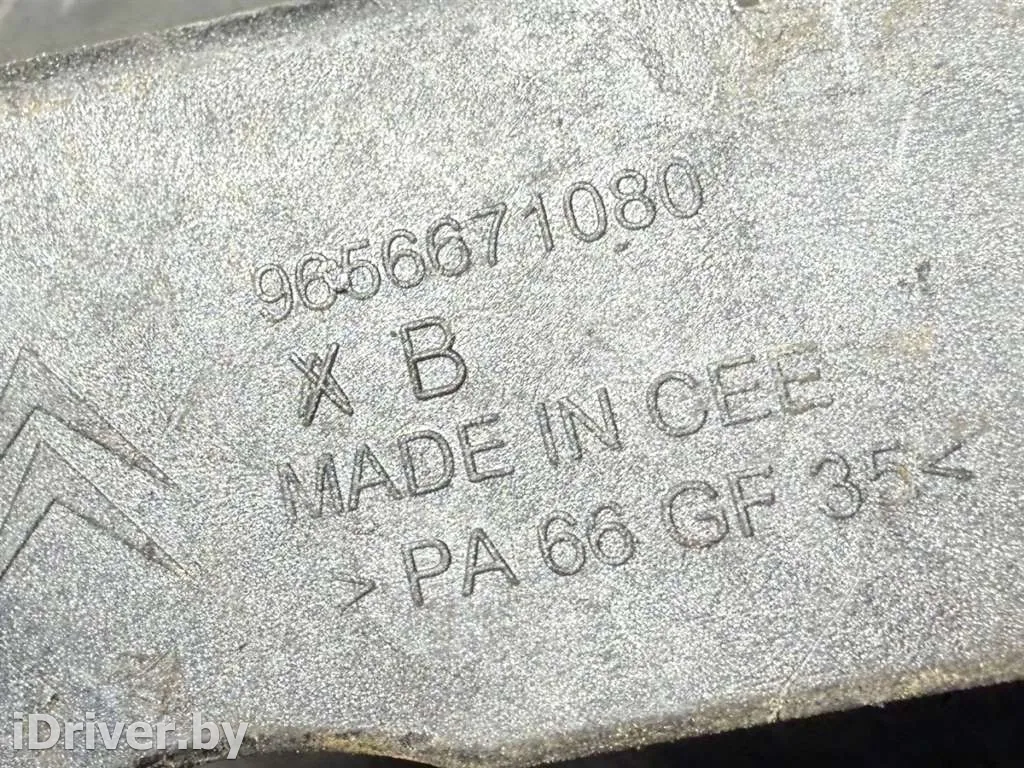 9656671080
X B
MADE IN CEE
>PA 66 GF 35<
iDriver.by